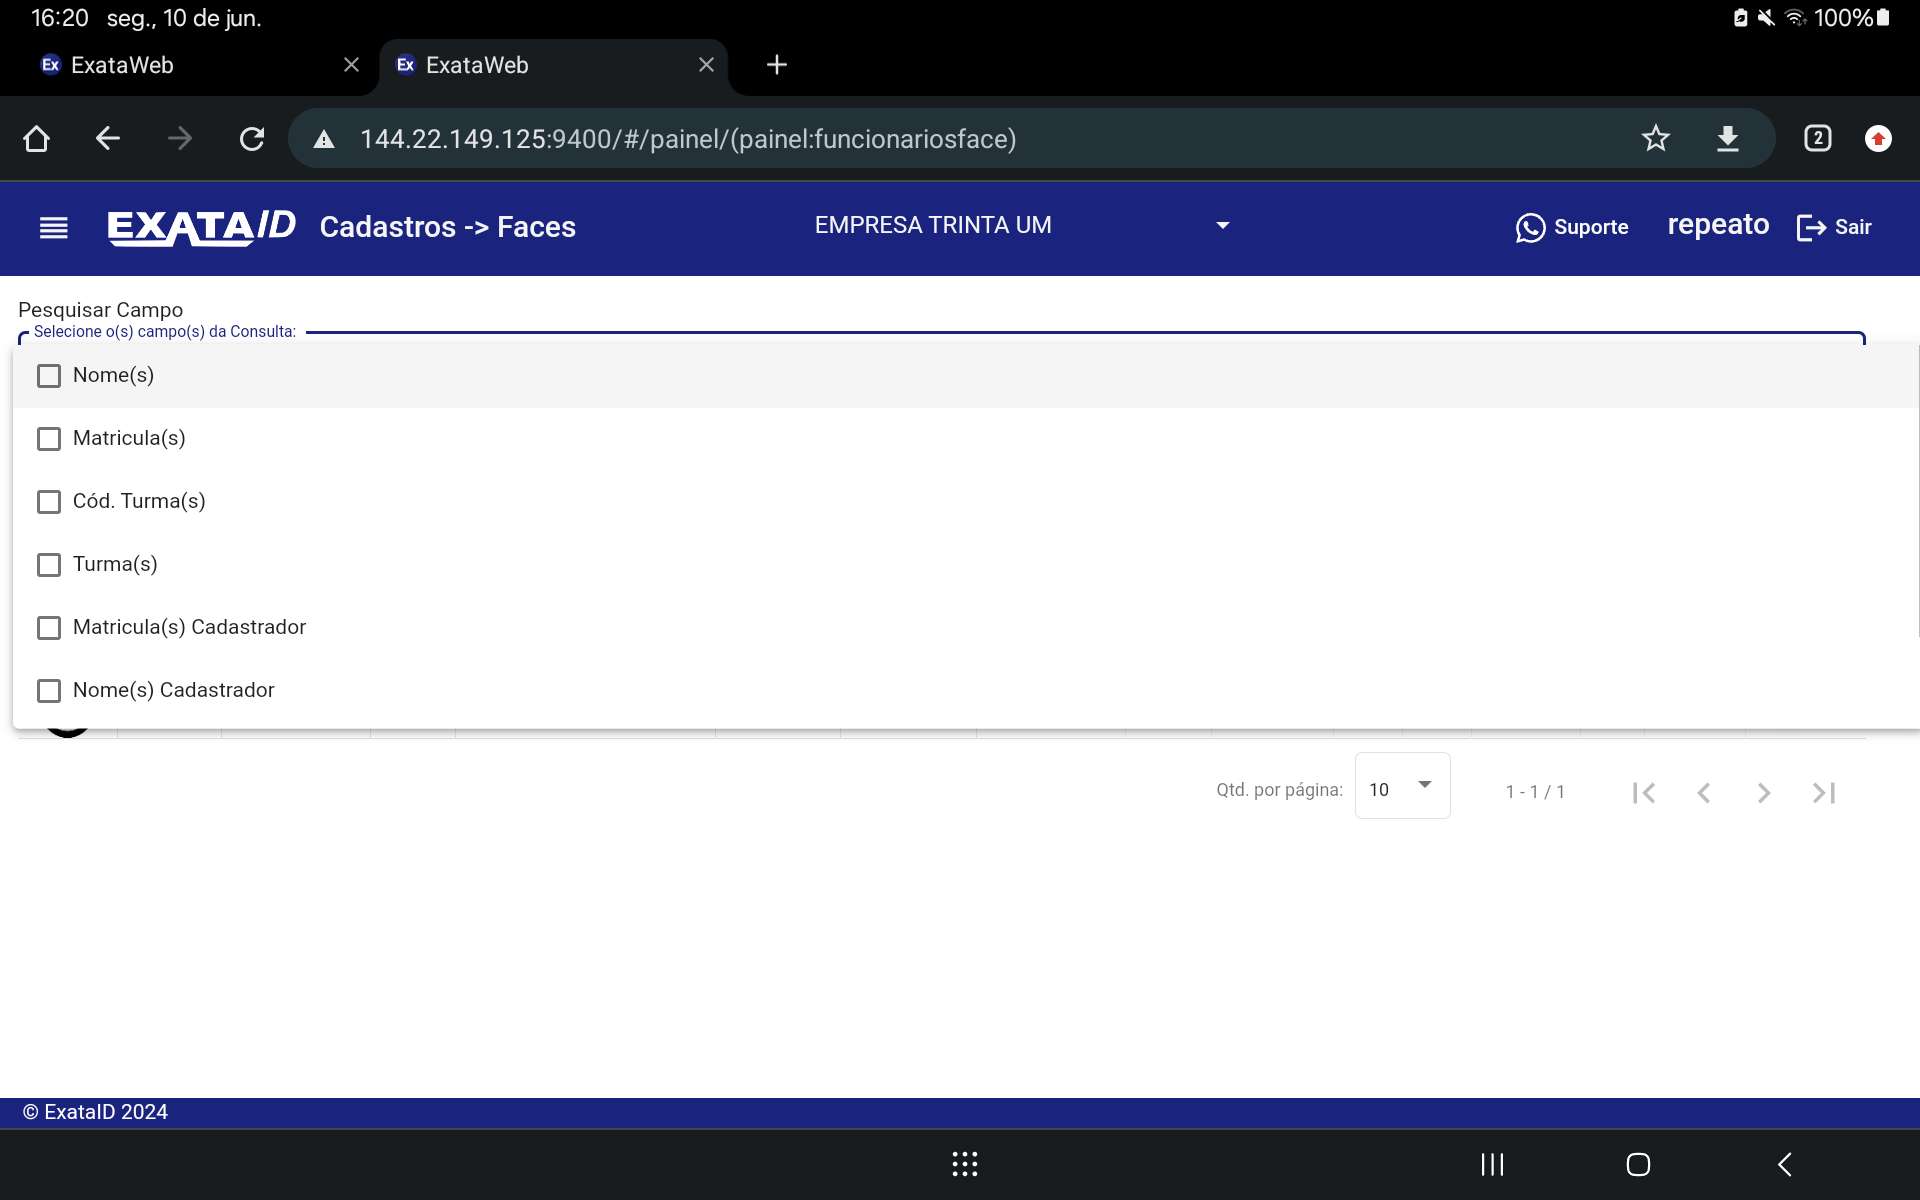 16:20 seg., 10 de jun. 100%
Ex ExataWeb Ex ExataWeb
144.22.149.125:9400/#/painel/(painel:funcionariosface) 2
EXATAID Cadastros -> Faces EMPRESA TRINTA UM Suporte repeato Sair
Pesquisar Campo
Selecione o(s) campo(s) da Consulta:
Nome(s)
Matricula(s)
Cód. Turma(s)
Turma(s)
Matricula(s) Cadastrador
Nome(s) Cadastrador
Qtd. por página: 10 1 - 1 / 1
© ExataID 2024